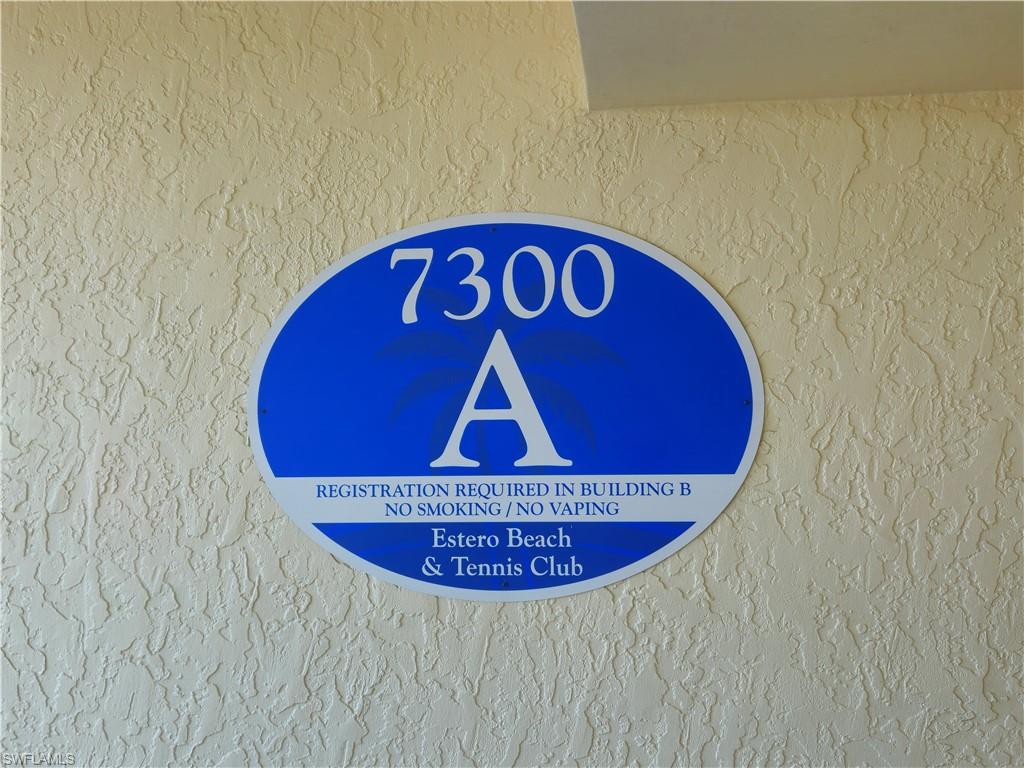 7300
A
REGISTRATION REQUIRED IN BUILDING B
NO SMOKING / NO VAPING
Estero Beach
& Tennis Club
SWFLAMLS